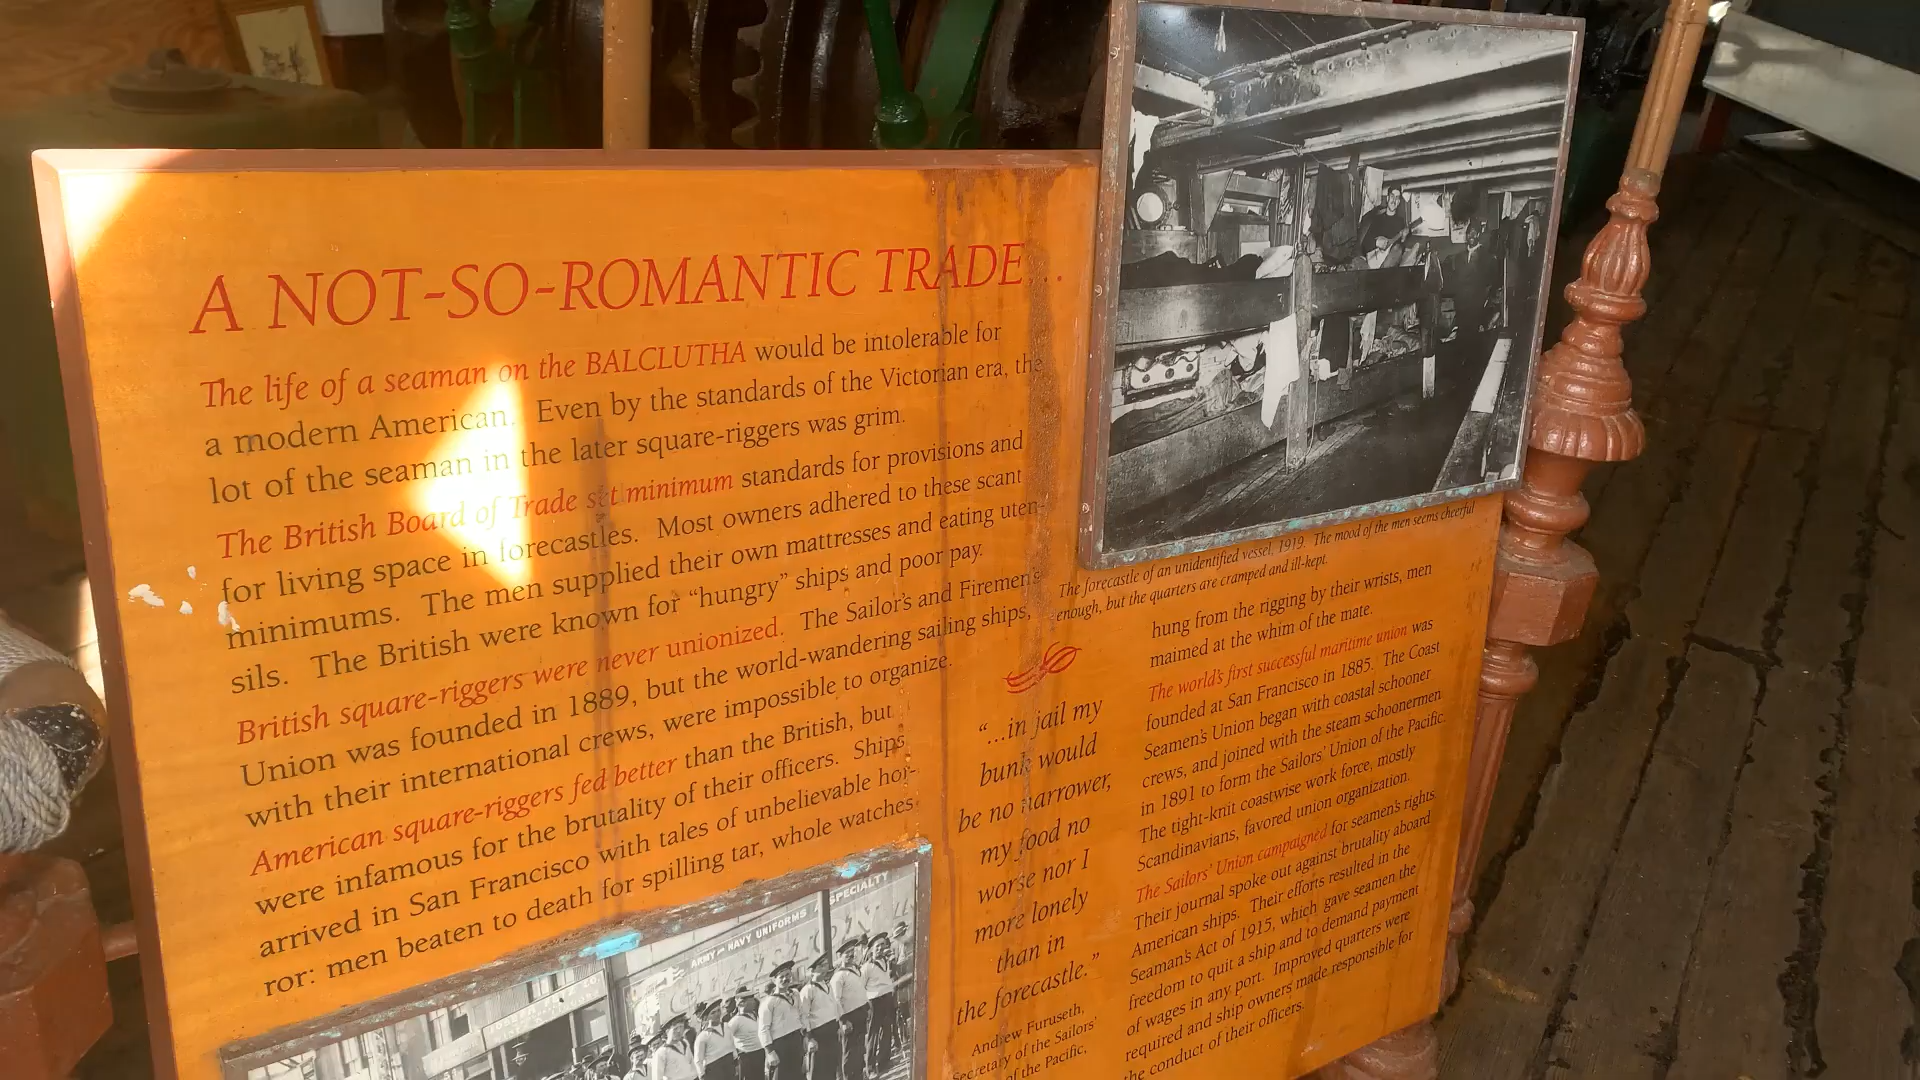 A NOT-SO-ROMANTIC TRADE...
The life of a seaman on the BALCLUTHA would be intolerable for
a modern American. Even by the standards of the Victorian era, the
lot of the seaman in the later square-riggers was grim.
The British Board of Trade set minimum standards for provisions and
for living space in forecastles. Most owners adhered to these scant
minimums. The men supplied their own mattresses and eating uten-
sils. The British were known for “hungry” ships and poor pay.
British square-riggers were never unionized. The Sailor's and Firemen's
Union was founded in 1889, but the world-wandering sailing ships,
with their international crews, were impossible to organize.
American square-riggers fed better than the British, but
were infamous for the brutality of their officers. Ships
arrived in San Francisco with tales of unbelievable hor-
ror: men beaten to death for spilling tar, whole watches
ARMY AND NAVY UNIFORMS A SPECIALTY
The forecastle of an unidentified vessel, 1919. The mood of the men seems cheerful
enough, but the quarters are cramped and ill-kept.
“...in jail my
bunk would
be no narrower,
my food no
worse nor I
more lonely
than in
the forecastle.”
Andrew Furuseth,
Secretary of the Sailors'
of the Pacific,
hung from the rigging by their wrists, men
maimed at the whim of the mate.
The world's first successful maritime union was
founded at San Francisco in 1885. The Coast
Seamen's Union began with coastal schooner
crews, and joined with the steam schoonermen
in 1891 to form the Sailors' Union of the Pacific.
The tight-knit coastwise work force, mostly
Scandinavians, favored union organization.
The Sailors' Union campaigned for seamen's rights
Their journal spoke out against brutality aboard
American ships. Their efforts resulted in the
Seaman's Act of 1915, which gave seamen the
freedom to quit a ship and to demand payment
of wages in any port. Improved quarters were
required and ship owners made responsible for
the conduct of their officers.